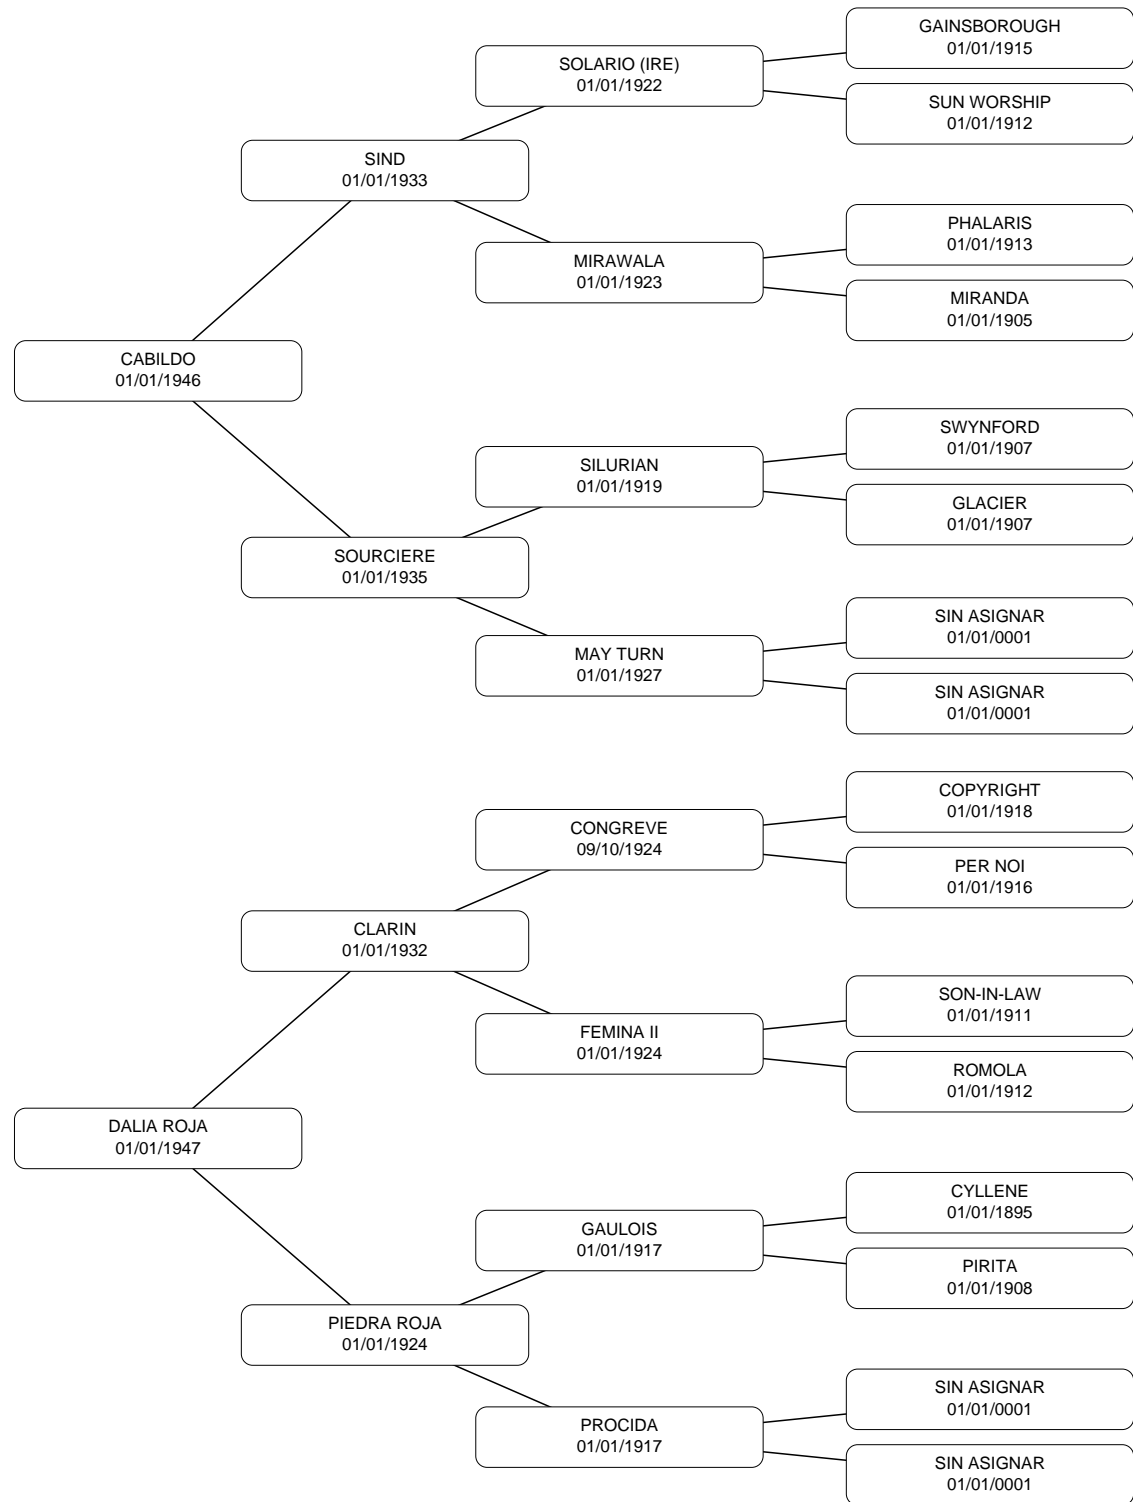 GAINSBOROUGH
01/01/1915
SOLARIO (IRE)
01/01/1922
SUN WORSHIP
01/01/1912
SIND
01/01/1933
PHALARIS
01/01/1913
MIRAWALA
01/01/1923
MIRANDA
01/01/1905
CABILDO
01/01/1946
SWYNFORD
01/01/1907
SILURIAN
01/01/1919
GLACIER
01/01/1907
SOURCIERE
01/01/1935
SIN ASIGNAR
01/01/0001
MAY TURN
01/01/1927
SIN ASIGNAR
01/01/0001
COPYRIGHT
01/01/1918
CONGREVE
09/10/1924
PER NOI
01/01/1916
CLARIN
01/01/1932
SON-IN-LAW
01/01/1911
FEMINA II
01/01/1924
ROMOLA
01/01/1912
DALIA ROJA
01/01/1947
CYLLENE
01/01/1895
GAULOIS
01/01/1917
PIRITA
01/01/1908
PIEDRA ROJA
01/01/1924
SIN ASIGNAR
01/01/0001
PROCIDA
01/01/1917
SIN ASIGNAR
01/01/0001